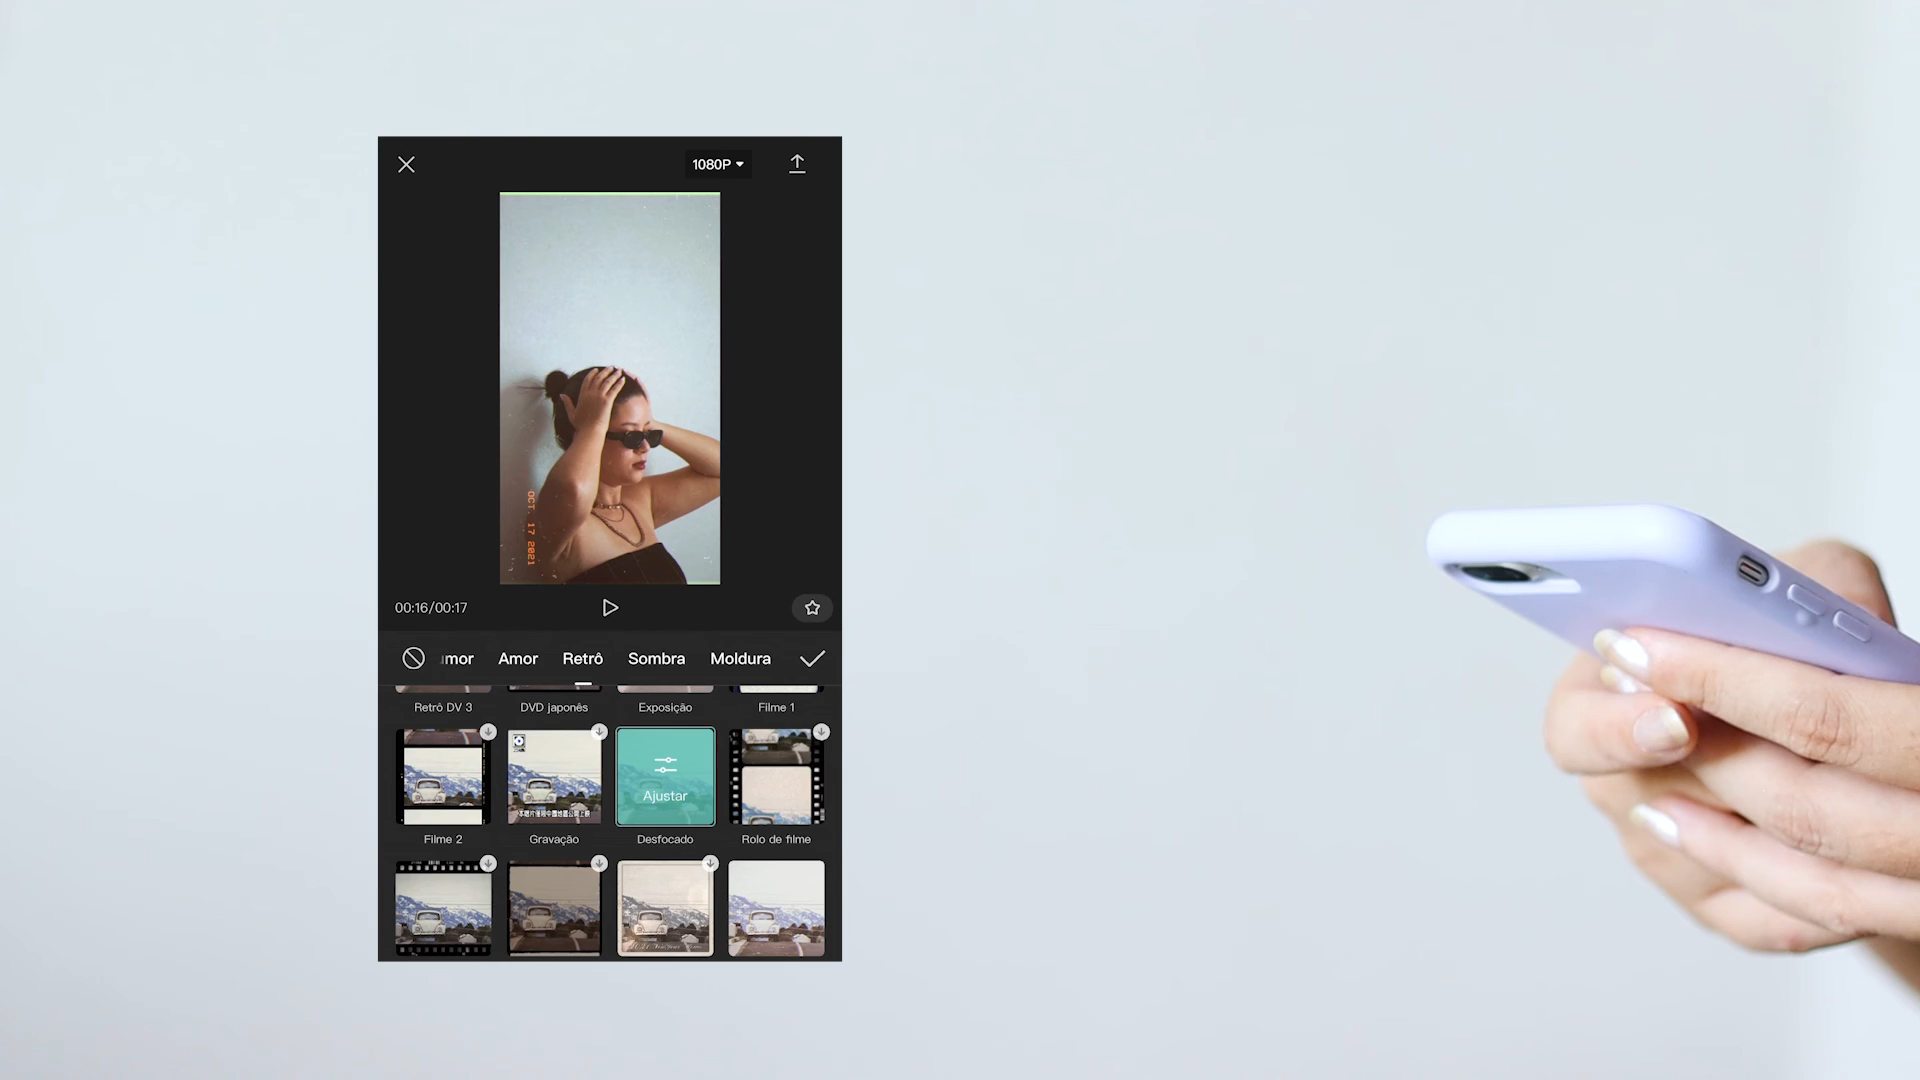 1080P
OCT. 17 2021
00:16/00:17
mor Amor Retrô Sombra Moldura
Retrô DV 3 DVD japonês Exposição Filme 1
Ajustar
Filme 2 Gravação Desfocado Rolo de filme